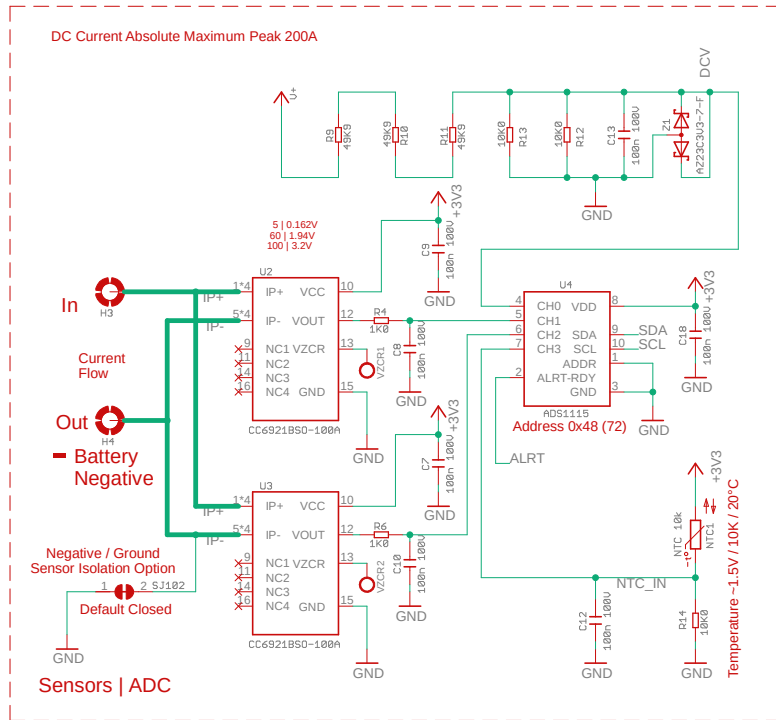 DC Current Absolute Maximum Peak 200A
V+
R9
49K9
R10
49K9
R11
49K9
10K0
R13
10K0
R12
C13
100n 100V
Z1
AZ23C3V3-7-F
DCV
GND
5 | 0.162V
60 | 1.94V
100 | 3.2V
+3V3
C9
100n 100V
GND
In
H3
IP+
IP-
Current
Flow
Out
H4
Battery
Negative
U2
1*4 IP+ VCC 10
5*4 IP- VOUT 12
9 NC1 VZCR 13
11 NC2
14 NC3
16 NC4 GND 15
CC6921BSO-100A
R4
1K0
VZCR1
C8
100n 100V
GND
GND
U4
4 CH0 VDD 8
5 CH1
6 CH2 SDA 9 SDA
7 CH3 SCL 10 SCL
ADDR 1
2 ALRT-RDY
GND 3
ADS1115
Address 0x48 (72)
ALRT
+3V3
C18
100n 100V
GND
GND
+3V3
C7
100n 100V
GND
IP+
IP-
U3
1*4 IP+ VCC 10
5*4 IP- VOUT 12
9 NC1 VZCR 13
11 NC2
14 NC3
16 NC4 GND 15
CC6921BSO-100A
R6
1K0
VZCR2
C10
100n 100V
GND
GND
Negative / Ground
Sensor Isolation Option
1 2 SJ102
Default Closed
GND
+3V3
NTC 10k
NTC1
-t°
NTC_IN
C12
100n 100V
GND
R14
10K0
GND
Temperature ~1.5V / 10K / 20°C
Sensors | ADC